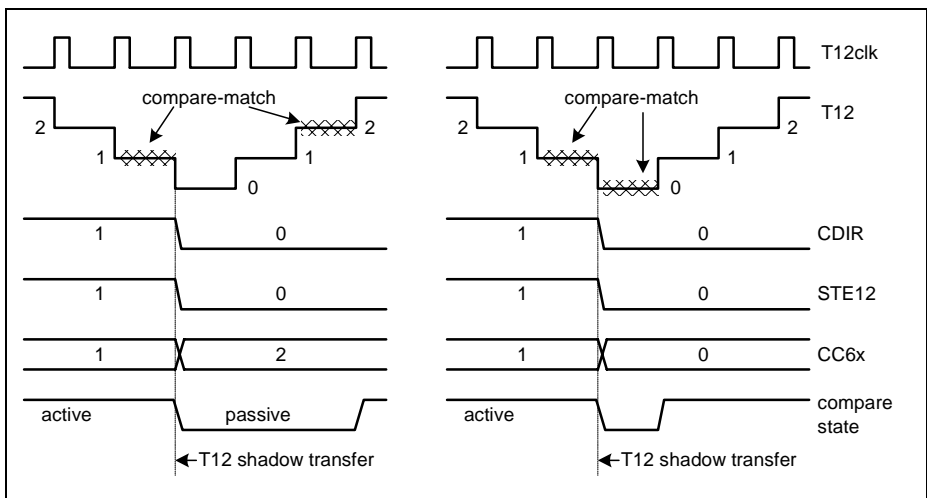 T12clk
compare-match
compare-match
T12
2
2
2
2
1
1
1
1
0
0
CDIR
1
0
1
0
STE12
1
0
1
0
CC6x
1
2
1
0
compare
state
active
passive
active
T12 shadow transfer
T12 shadow transfer